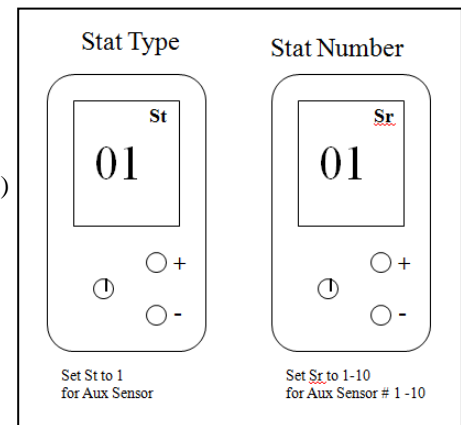 Stat Type
Stat Number
)
St
01
+
-
Sr
01
+
-
Set St to 1
for Aux Sensor
Set Sr to 1-10
for Aux Sensor # 1 -10